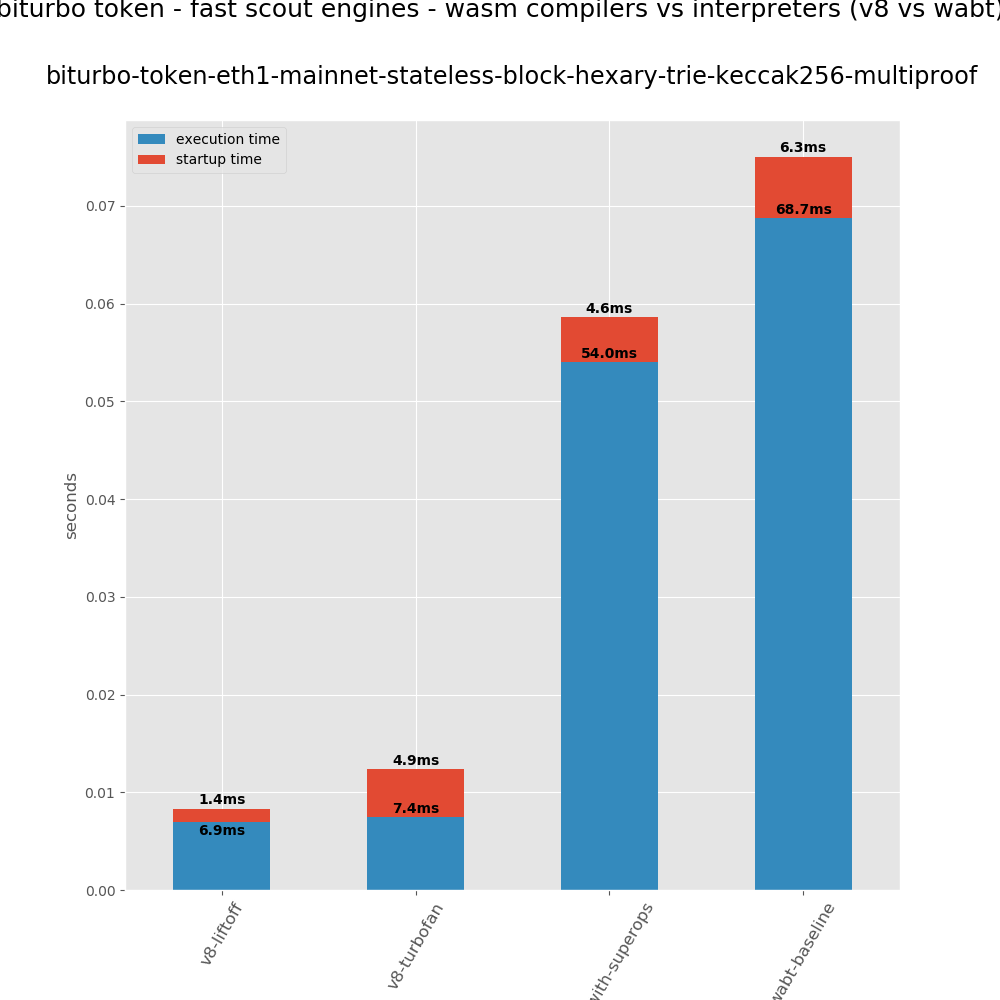 biturbo token - fast scout engines - wasm compilers vs interpreters (v8 vs wabt)
biturbo-token-eth1-mainnet-stateless-block-hexary-trie-keccak256-multiproof
execution time
startup time
6.3ms
68.7ms
4.6ms
54.0ms
4.9ms
7.4ms
1.4ms
6.9ms
0.07
0.06
0.05
0.04
0.03
0.02
0.01
0.00
seconds
v8-liftoff
v8-turbofan
with-superops
wabt-baseline